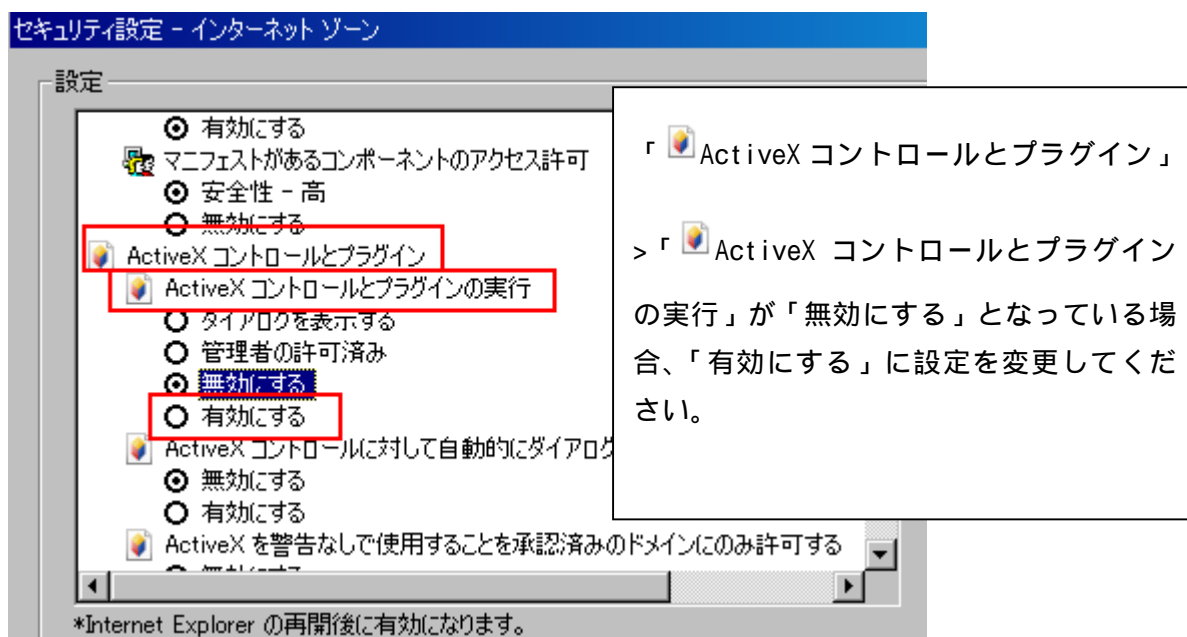 セキュリティ設定 - インターネット ゾーン
設定
有効にする
マニフェストがあるコンポーネントのアクセス許可
安全性 - 高
無効にする
ActiveX コントロールとプラグイン
ActiveX コントロールとプラグインの実行
ダイアログを表示する
管理者の許可済み
無効にする
有効にする
ActiveX コントロールに対して自動的にダイアログ
無効にする
有効にする
ActiveX を警告なしで使用することを承認済みのドメインにのみ許可する
*Internet Explorer の再開後に有効になります。
「ActiveX コントロールとプラグイン」
>「ActiveX コントロールとプラグイン
の実行」が「無効にする」となっている場
合、「有効にする」に設定を変更してくだ
さい。